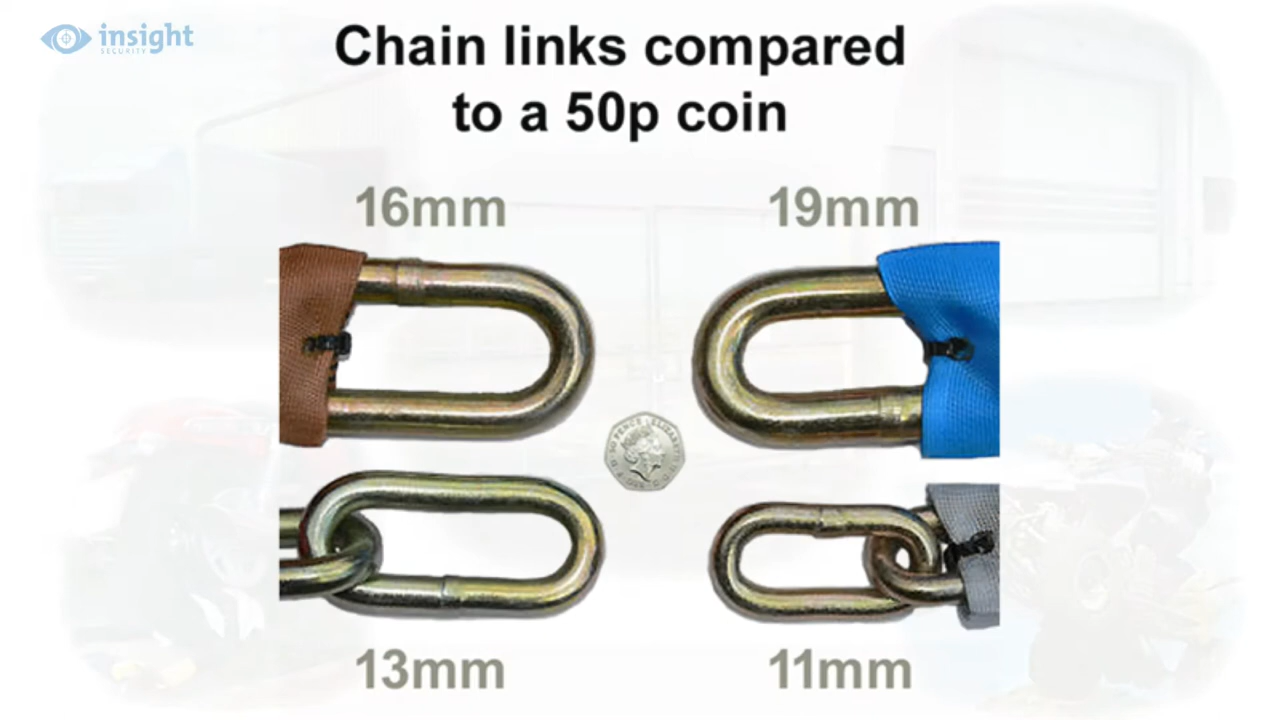 insight
SECURITY
Chain links compared
to a 50p coin
16mm
19mm
13mm
11mm